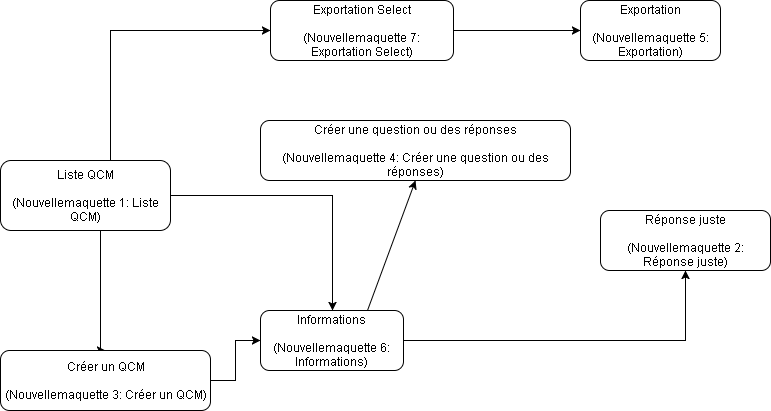 Exportation Select
(Nouvellemaquette 7:
Exportation Select)
Exportation
(Nouvellemaquette 5:
Exportation)
Créer une question ou des réponses
(Nouvellemaquette 4: Créer une question ou des
réponses)
Liste QCM
(Nouvellemaquette 1: Liste
QCM)
Réponse juste
(Nouvellemaquette 2:
Réponse juste)
Informations
(Nouvellemaquette 6:
Informations)
Créer un QCM
(Nouvellemaquette 3: Créer un QCM)